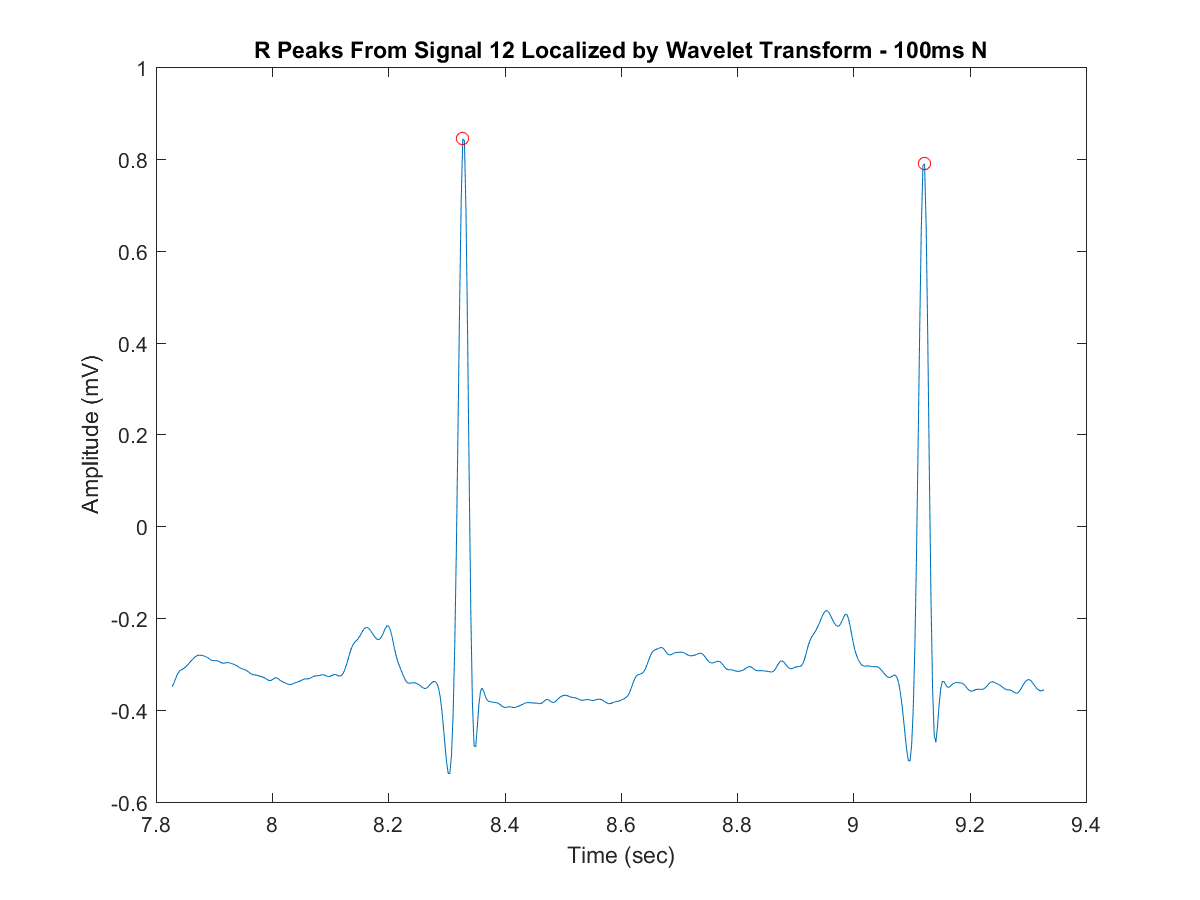 R Peaks From Signal 12 Localized by Wavelet Transform - 100ms N
1
0.8
0.6
0.4
0.2
0
-0.2
-0.4
-0.6
Amplitude (mV)
7.8 8 8.2 8.4 8.6 8.8 9 9.2 9.4
Time (sec)